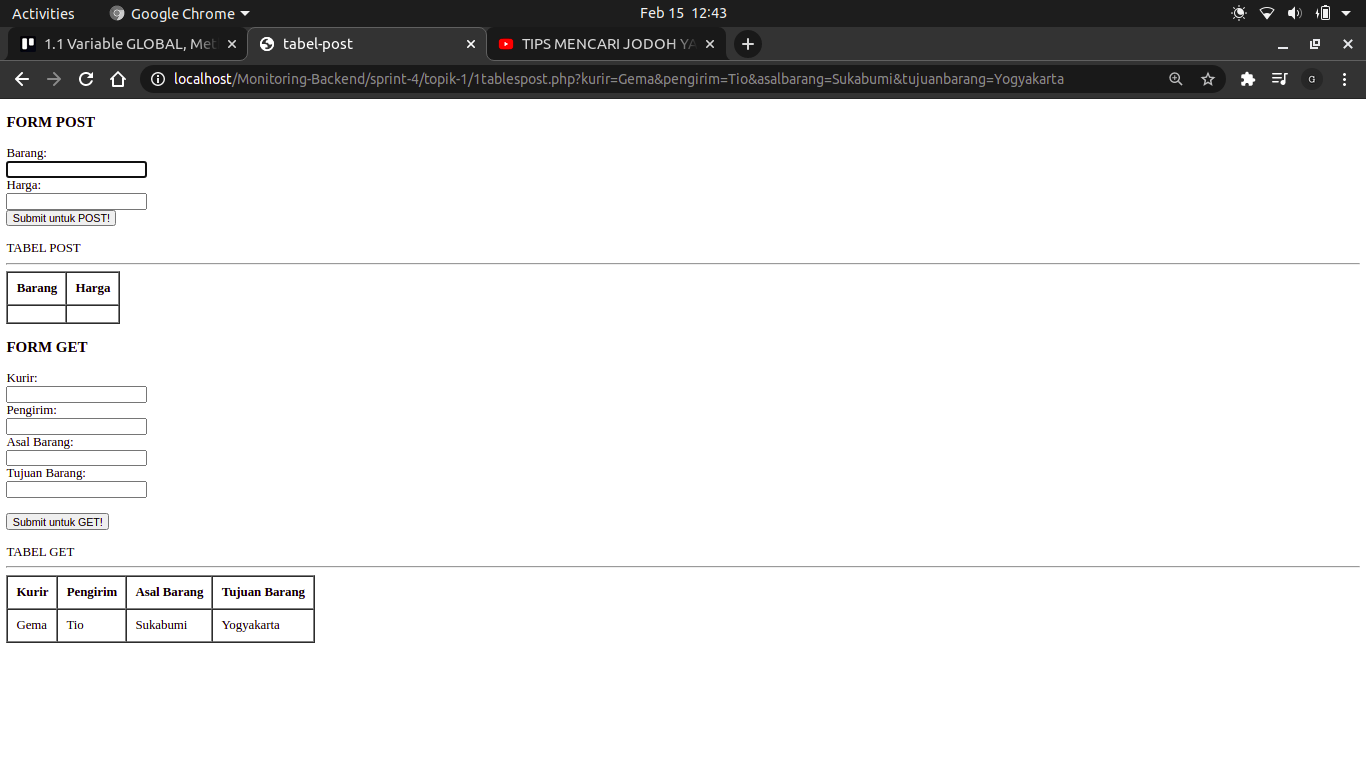 Activities Google Chrome Feb 15 12:43
1.1 Variable GLOBAL, Met tabel-post TIPS MENCARI JODOH YA
localhost/Monitoring-Backend/sprint-4/topik-1/1tablespost.php?kurir=Gema&pengirim=Tio&asalbarang=Sukabumi&tujuanbarang=Yogyakarta G
FORM POST
Barang:
Harga:
Submit untuk POST!
TABEL POST
Barang Harga
FORM GET
Kurir:
Pengirim:
Asal Barang:
Tujuan Barang:
Submit untuk GET!
TABEL GET
Kurir Pengirim Asal Barang Tujuan Barang
Gema Tio Sukabumi Yogyakarta